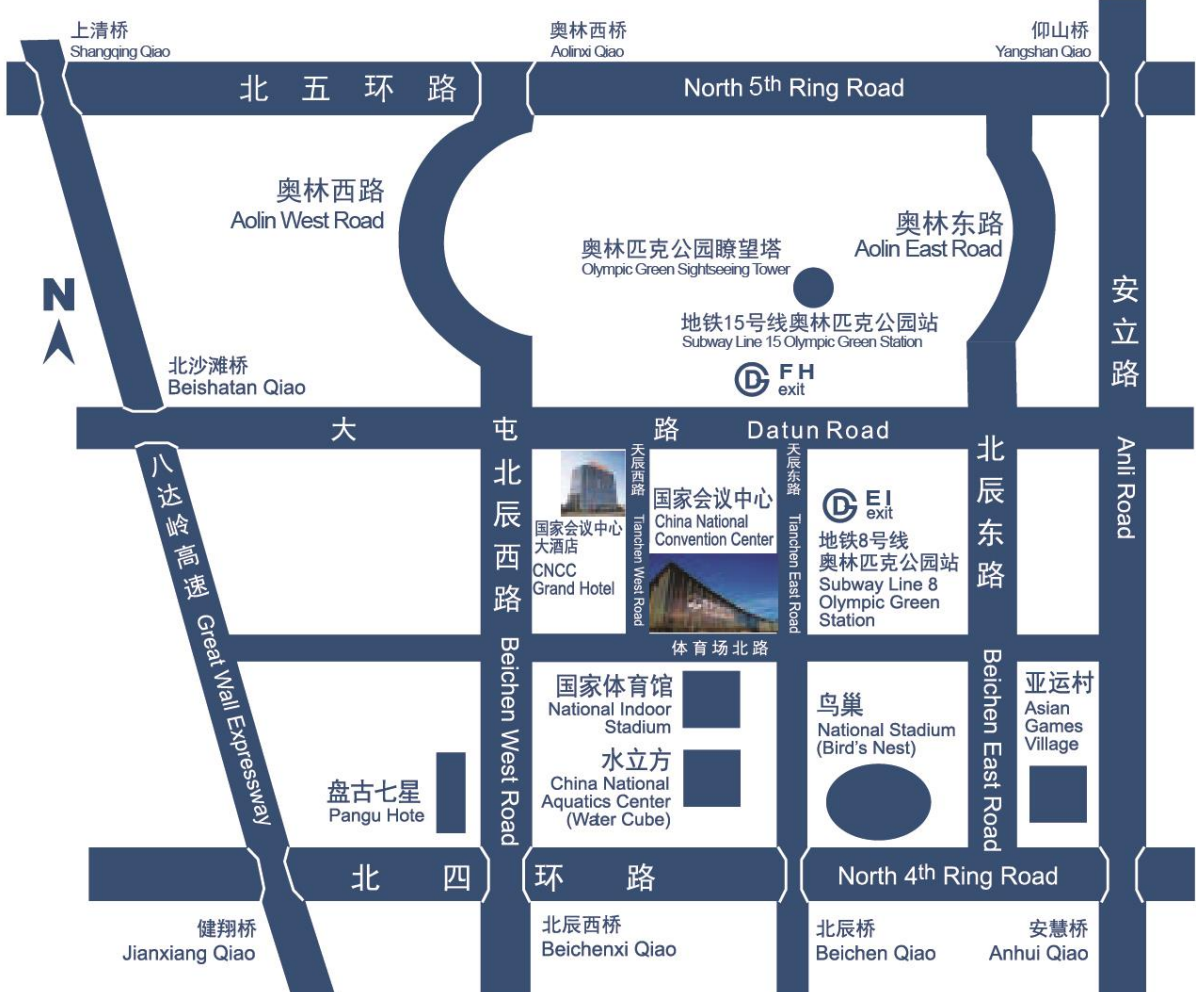 上清桥
Shangqing Qiao
奥林西桥
Aolinxi Qiao
仰山桥
Yangshan Qiao
北五环路
North 5th Ring Road
奥林西路
Aolin West Road
奥林东路
Aolin East Road
奥林匹克公园瞭望塔
Olympic Green Sightseeing Tower
地铁15号线奥林匹克公园站
Subway Line 15 Olympic Green Station
F H
exit
N
安立路
Anli Road
北沙滩桥
Beishatan Qiao
大屯路
Datun Road
八达岭高速
Great Wall Expressway
北辰西路
Beichen West Road
国家会议中心
大酒店
CNCC
Grand Hotel
天辰西路
Tianchen West Road
国家会议中心
China National
Convention Center
天辰东路
Tianchen East Road
E I
exit
地铁8号线
奥林匹克公园站
Subway Line 8
Olympic Green
Station
北辰东路
Beichen East Road
体育场北路
国家体育馆
National Indoor
Stadium
水立方
China National
Aquatics Center
(Water Cube)
鸟巢
National Stadium
(Bird's Nest)
亚运村
Asian
Games
Village
盘古七星
Pangu Hote
北四环路
North 4th Ring Road
健翔桥
Jianxiang Qiao
北辰西桥
Beichenxi Qiao
北辰桥
Beichen Qiao
安慧桥
Anhui Qiao